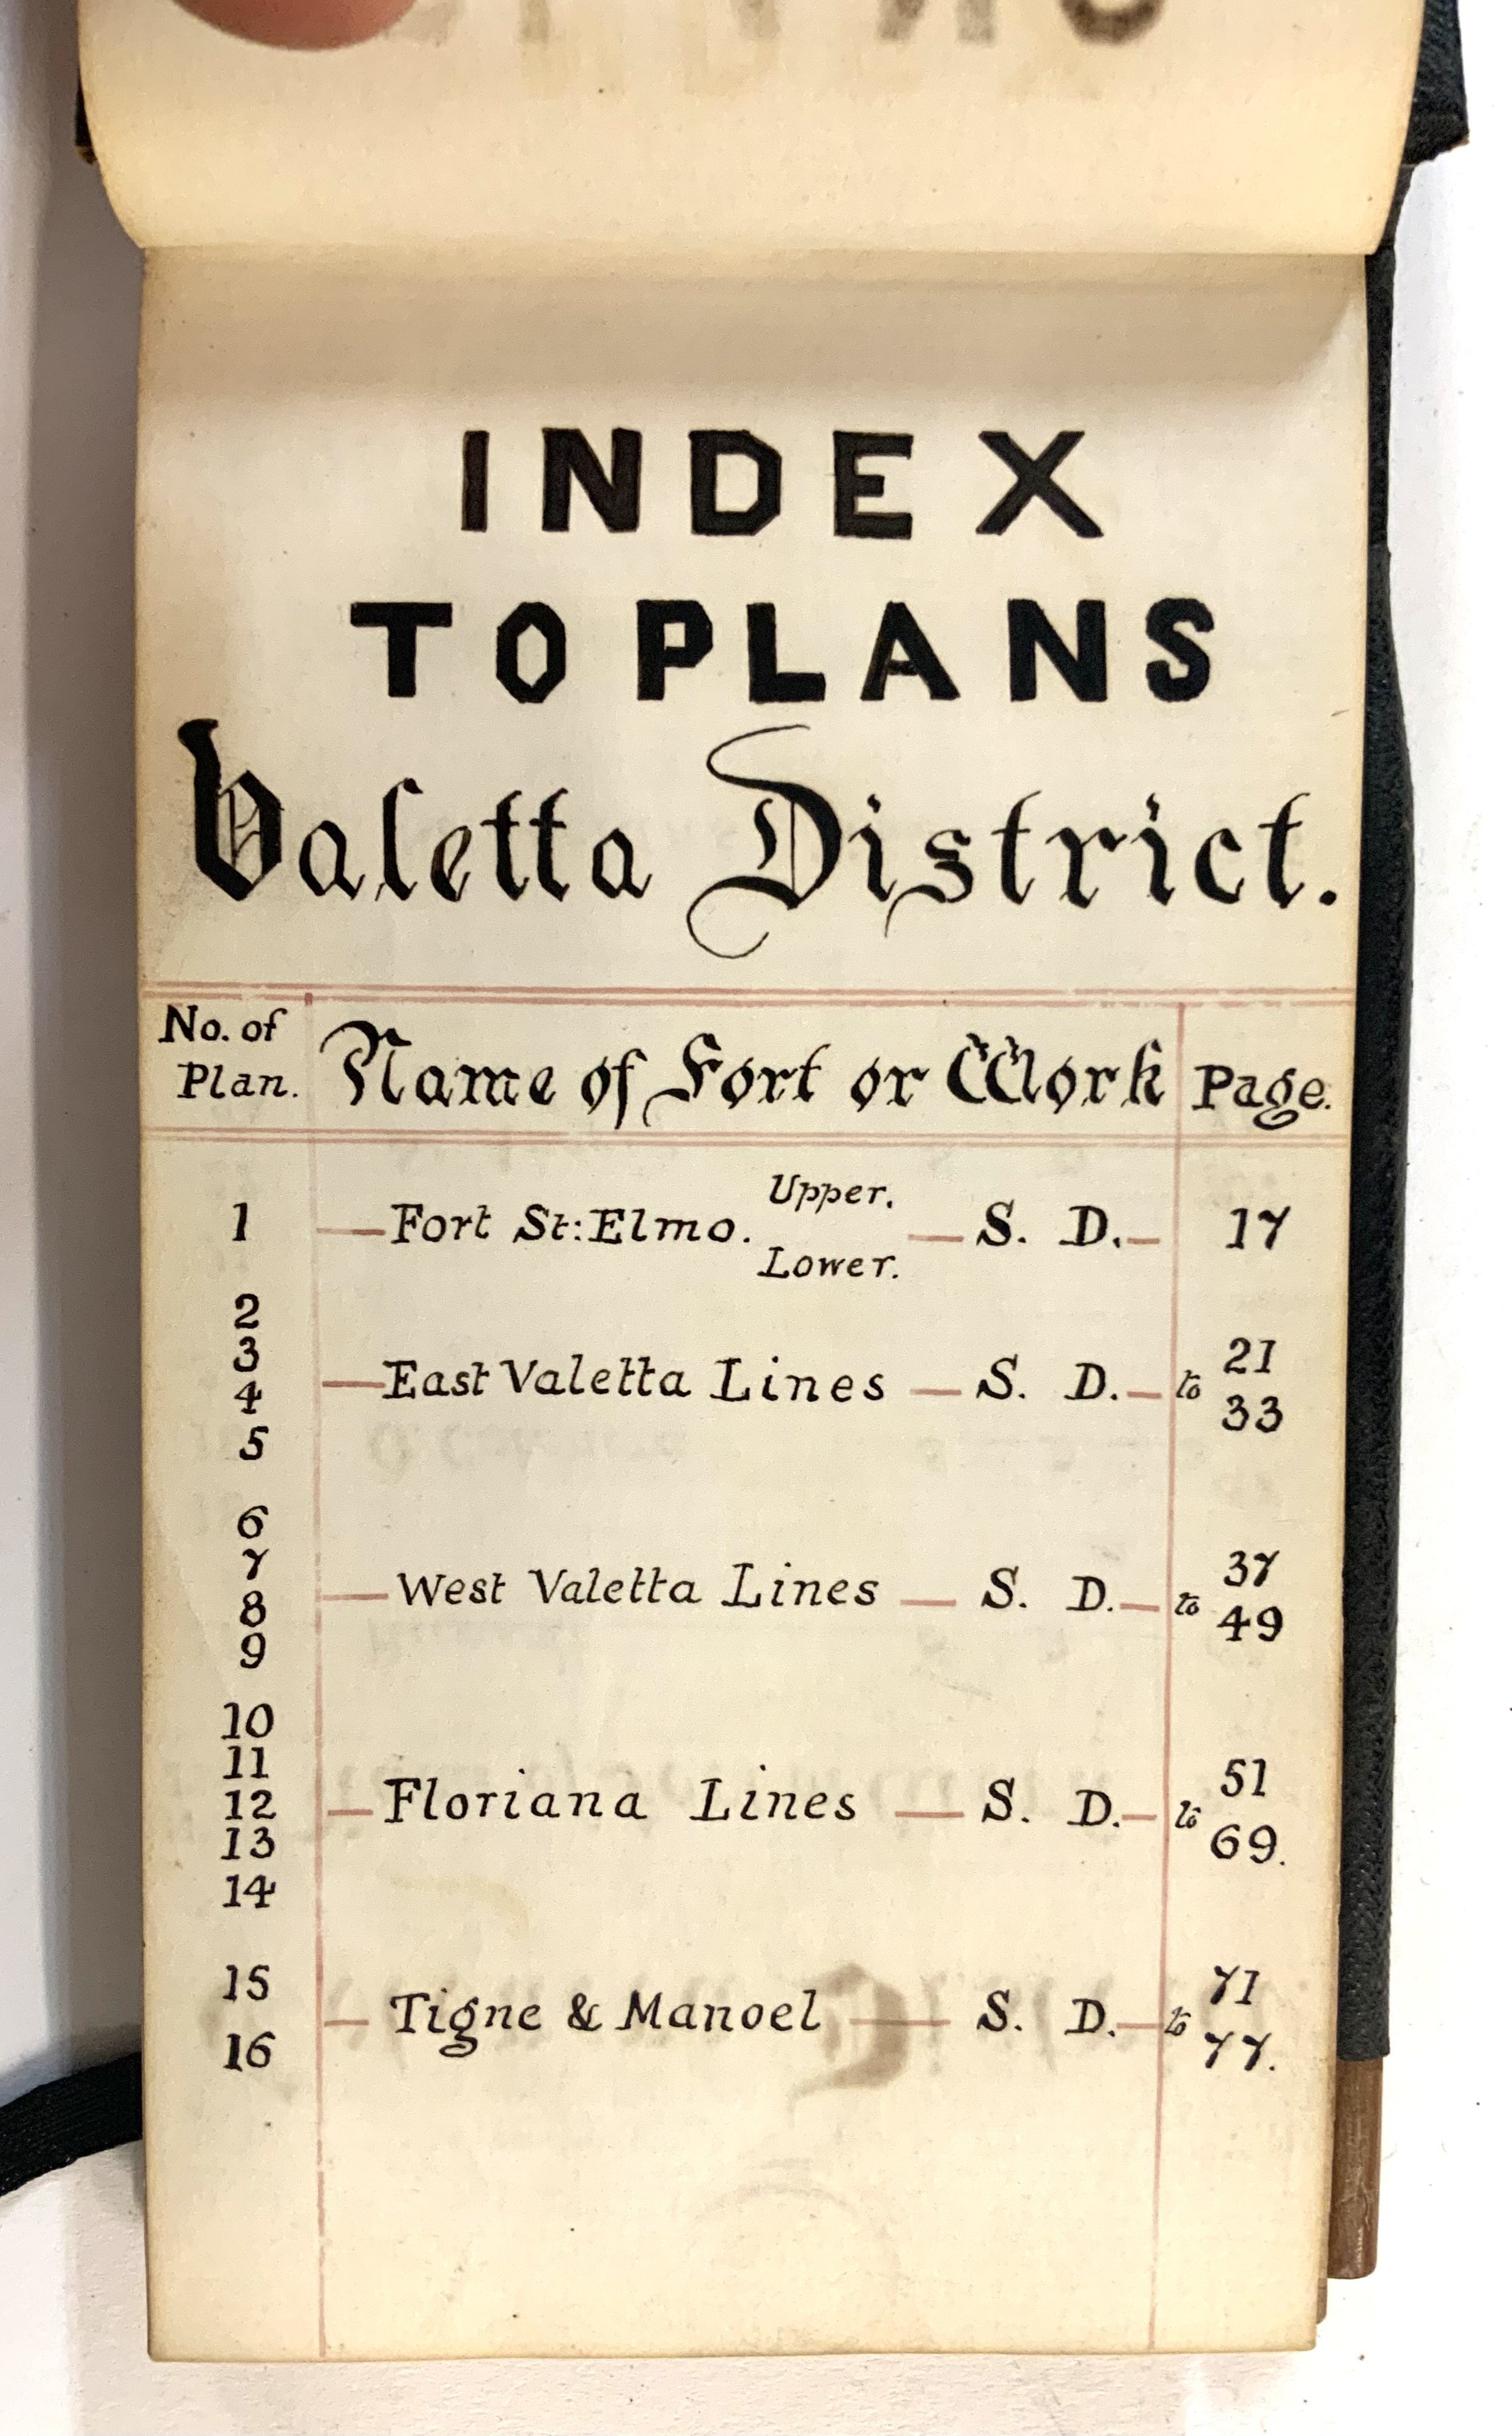 INDEX
TO PLANS
Valetta District.
No. of Plan. Name of Fort or Work Page.
1 Fort St: Elmo. Upper. Lower. S. D. 17
2
3
4
5
East Valetta Lines S. D. 21 to 33
6
7
8
9
West Valetta Lines S. D. 37 to 49
10
11
12
13
14
Floriana Lines S. D. 51 to 69.
15
16
Tigne & Manoel S. D. 71 to 77.